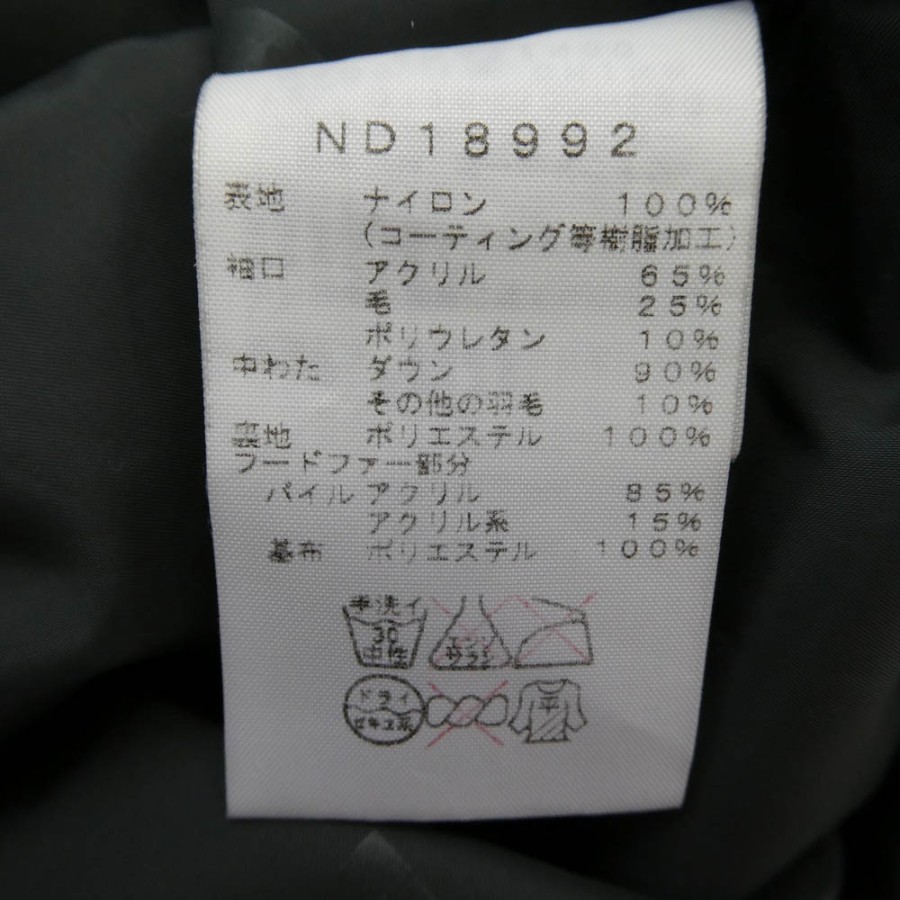 ND18992
表地 ナイロン 100%
(コーティング等樹脂加工)
袖口 アクリル 65%
毛 25%
ポリウレタン 10%
中わた ダウン 90%
その他の羽毛 10%
裏地 ポリエステル 100%
フードファー部分
パイル アクリル 85%
アクリル系 15%
基布 ポリエステル 100%
手洗イ
30
中性
エンソ
サラシ
ドライ
セキユ系
平